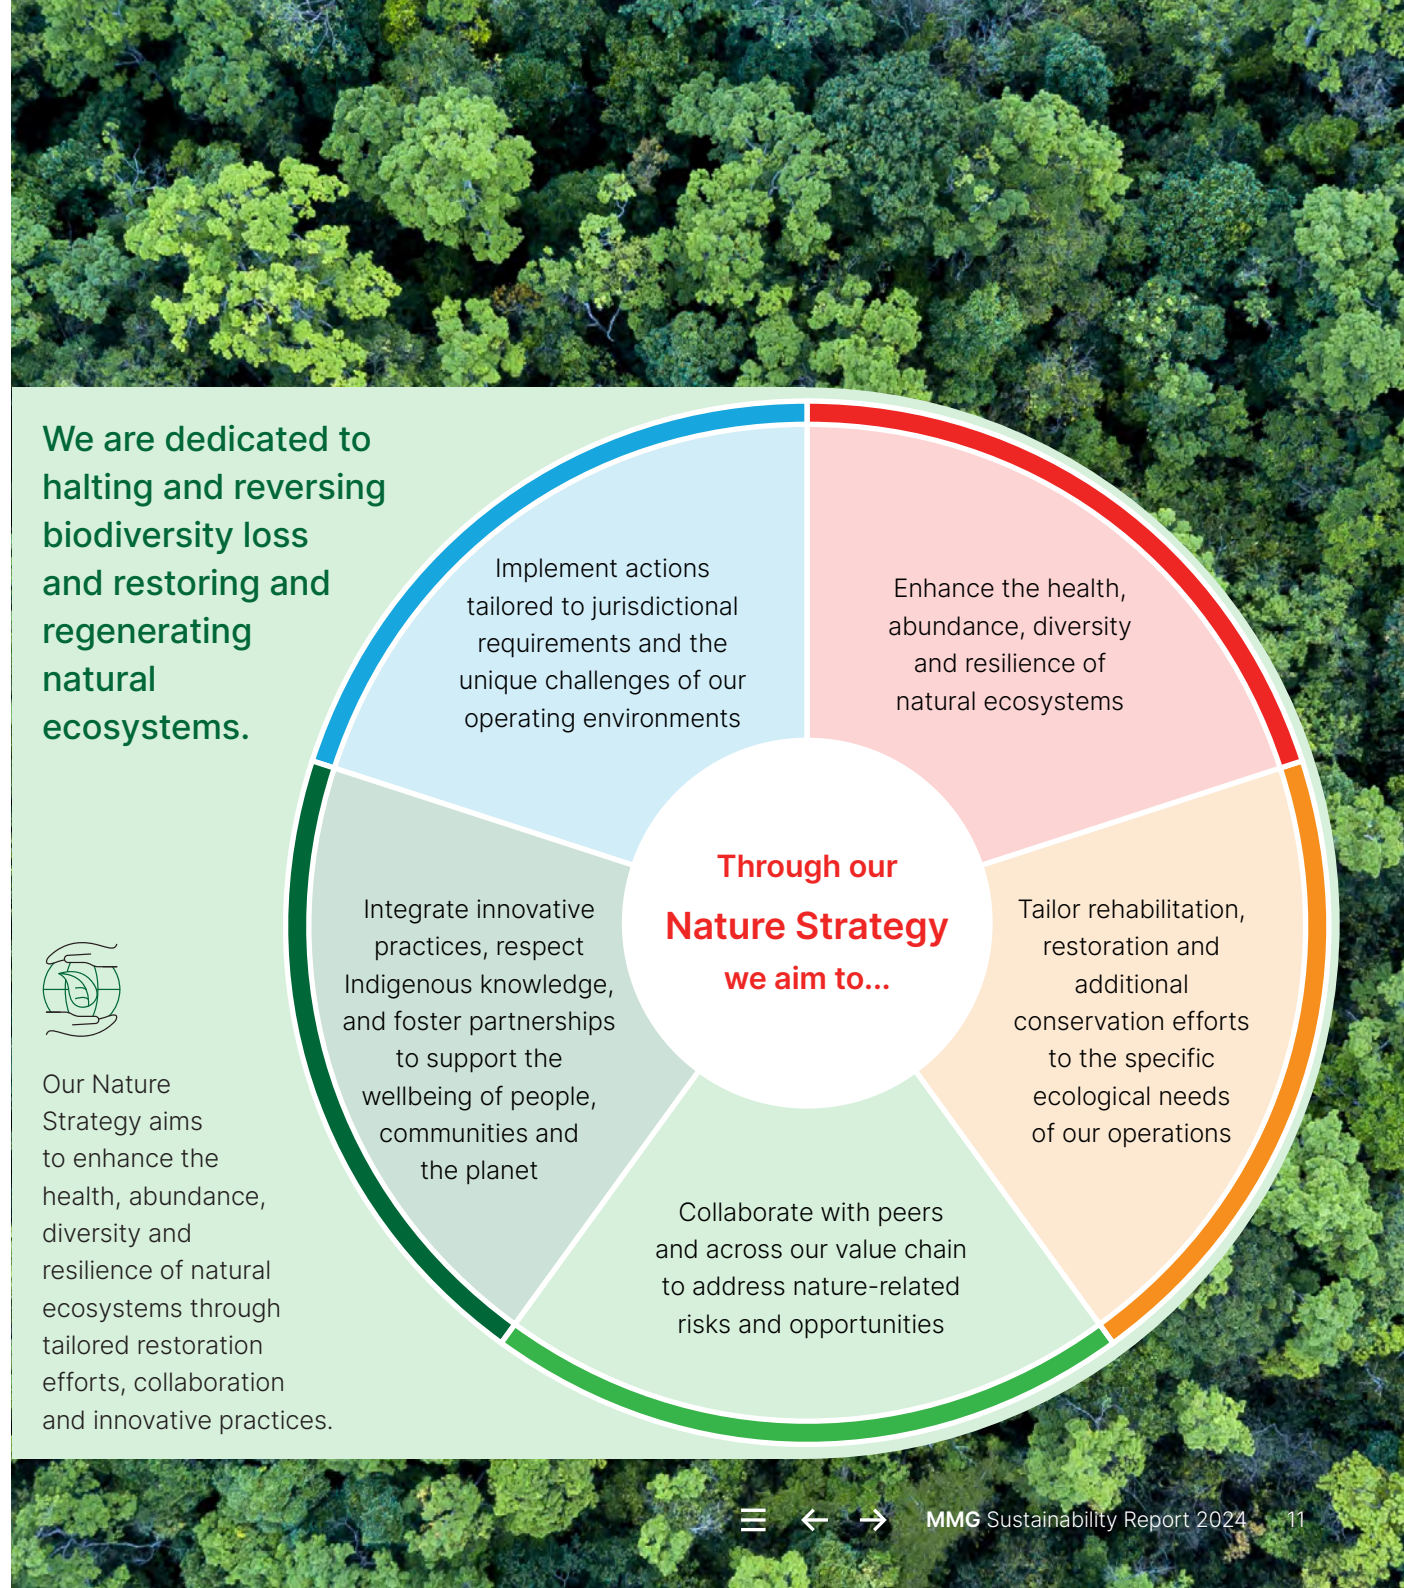 We are dedicated to
halting and reversing
biodiversity loss
and restoring and
regenerating
natural
ecosystems.
Our Nature
Strategy aims
to enhance the
health, abundance,
diversity and
resilience of natural
ecosystems through
tailored restoration
efforts, collaboration
and innovative practices.
Through our
Nature Strategy
we aim to...
Enhance the health,
abundance, diversity
and resilience of
natural ecosystems
Tailor rehabilitation,
restoration and
additional
conservation efforts
to the specific
ecological needs
of our operations
Collaborate with peers
and across our value chain
to address nature-related
risks and opportunities
Integrate innovative
practices, respect
Indigenous knowledge,
and foster partnerships
to support the
wellbeing of people,
communities and
the planet
Implement actions
tailored to jurisdictional
requirements and the
unique challenges of our
operating environments
MMG Sustainability Report 2024 11